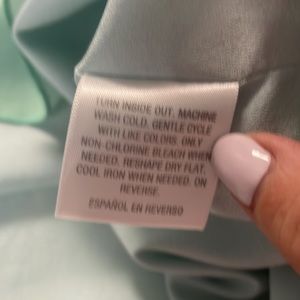 TURN INSIDE OUT. MACHINE
WASH COLD. GENTLE CYCLE
WITH LIKE COLORS. ONLY
NON-CHLORINE BLEACH WHEN
NEEDED. RESHAPE DRY FLAT.
COOL IRON WHEN NEEDED. ON
REVERSE.
ESPAÑOL EN REVERSO